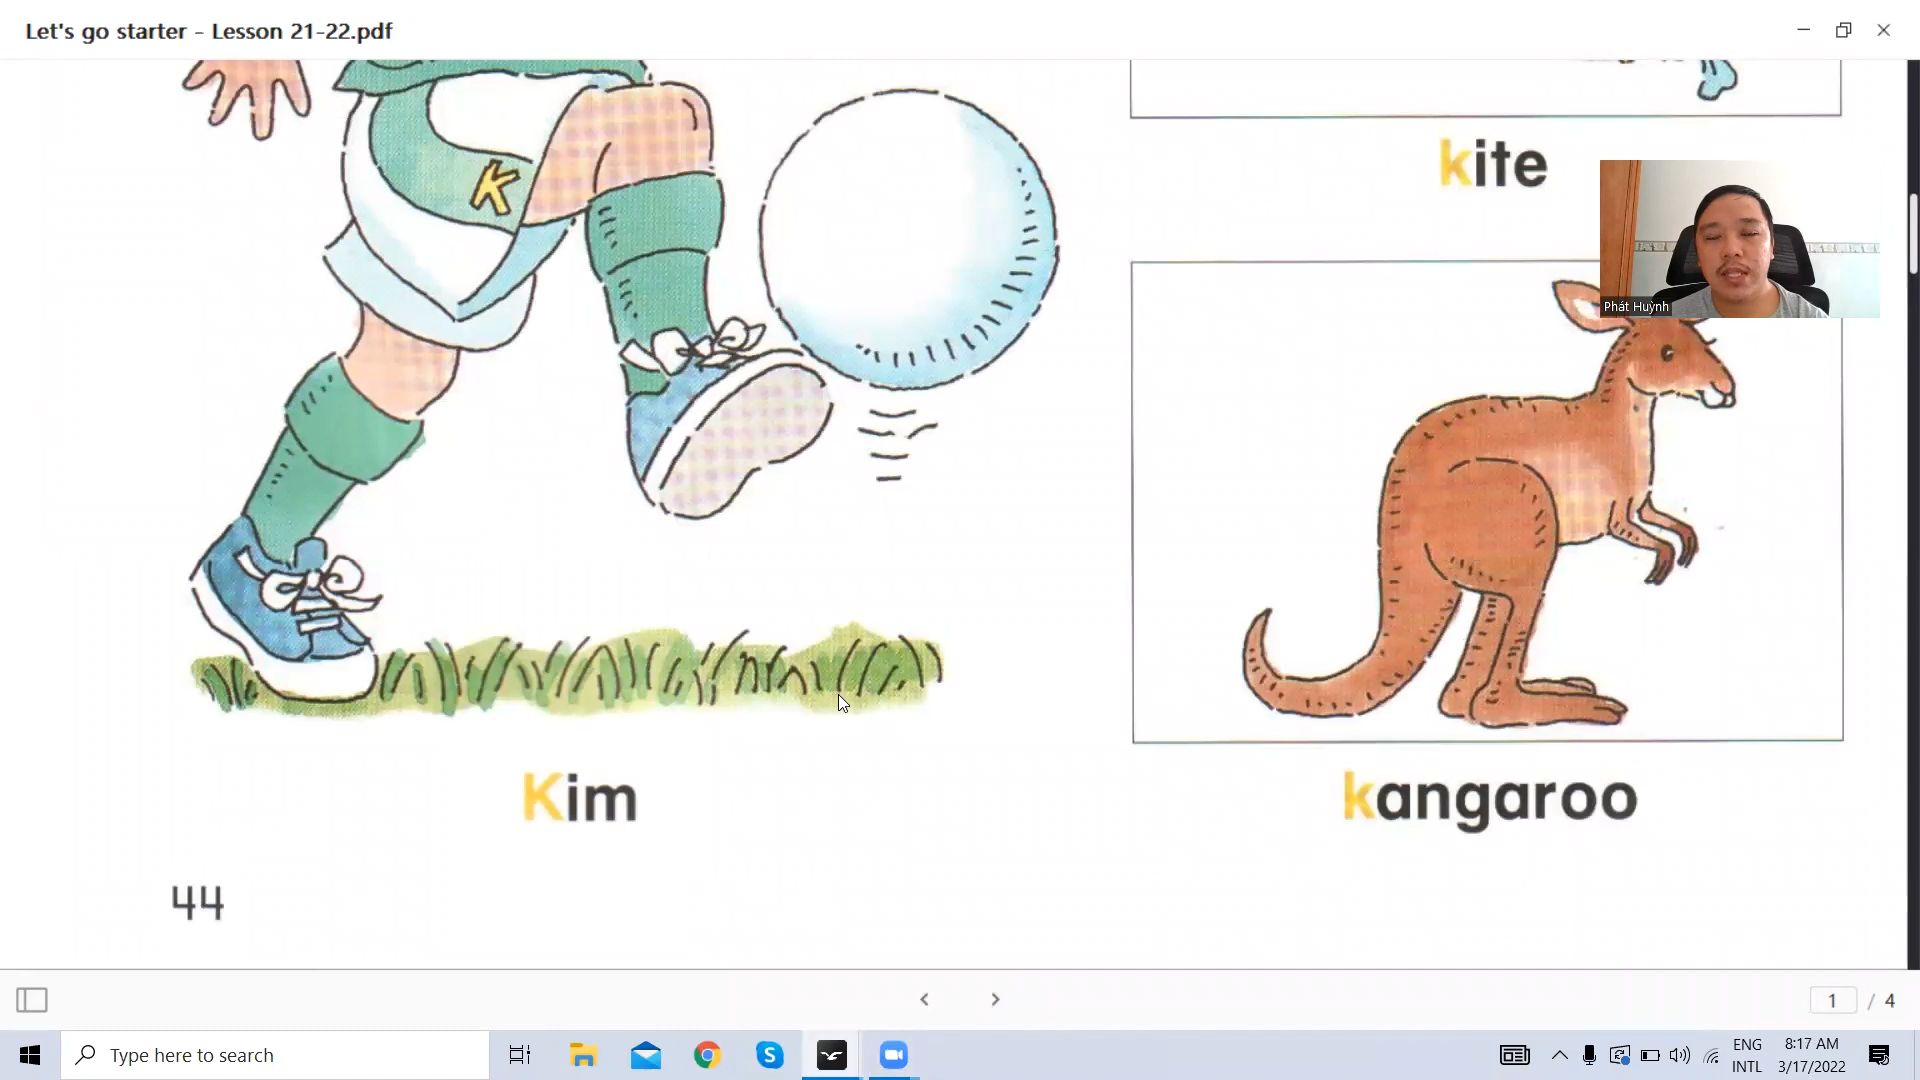 Let's go starter - Lesson 21-22.pdf
K
kite
Phát Huỳnh
Kim
kangaroo
44
1 / 4
Type here to search
ENG
INTL
8:17 AM
3/17/2022